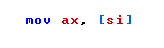 mov ax, [si]